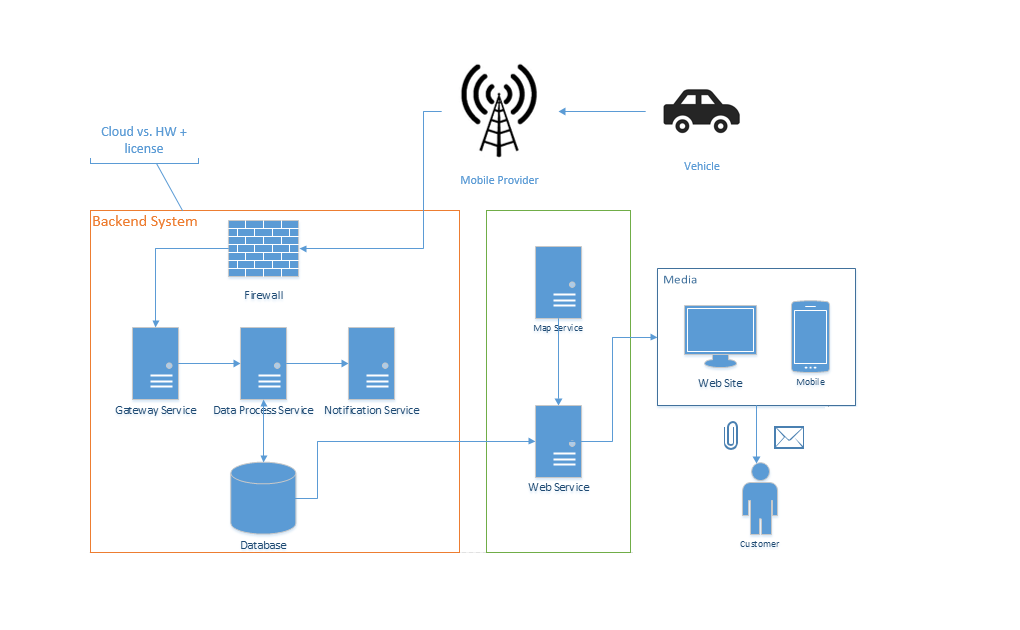 Cloud vs. HW +
license
Mobile Provider
Vehicle
Backend System
Firewall
Map Service
Media
Web Site
Mobile
Gateway Service
Data Process Service
Notification Service
Web Service
Database
Customer